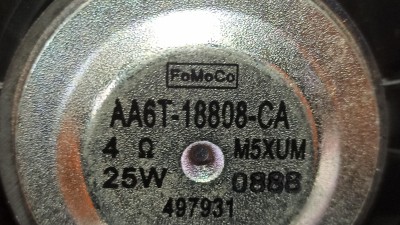 FoMoCo
AA6T-18808-CA
4 Ω M5XUM
25W 0888
497931